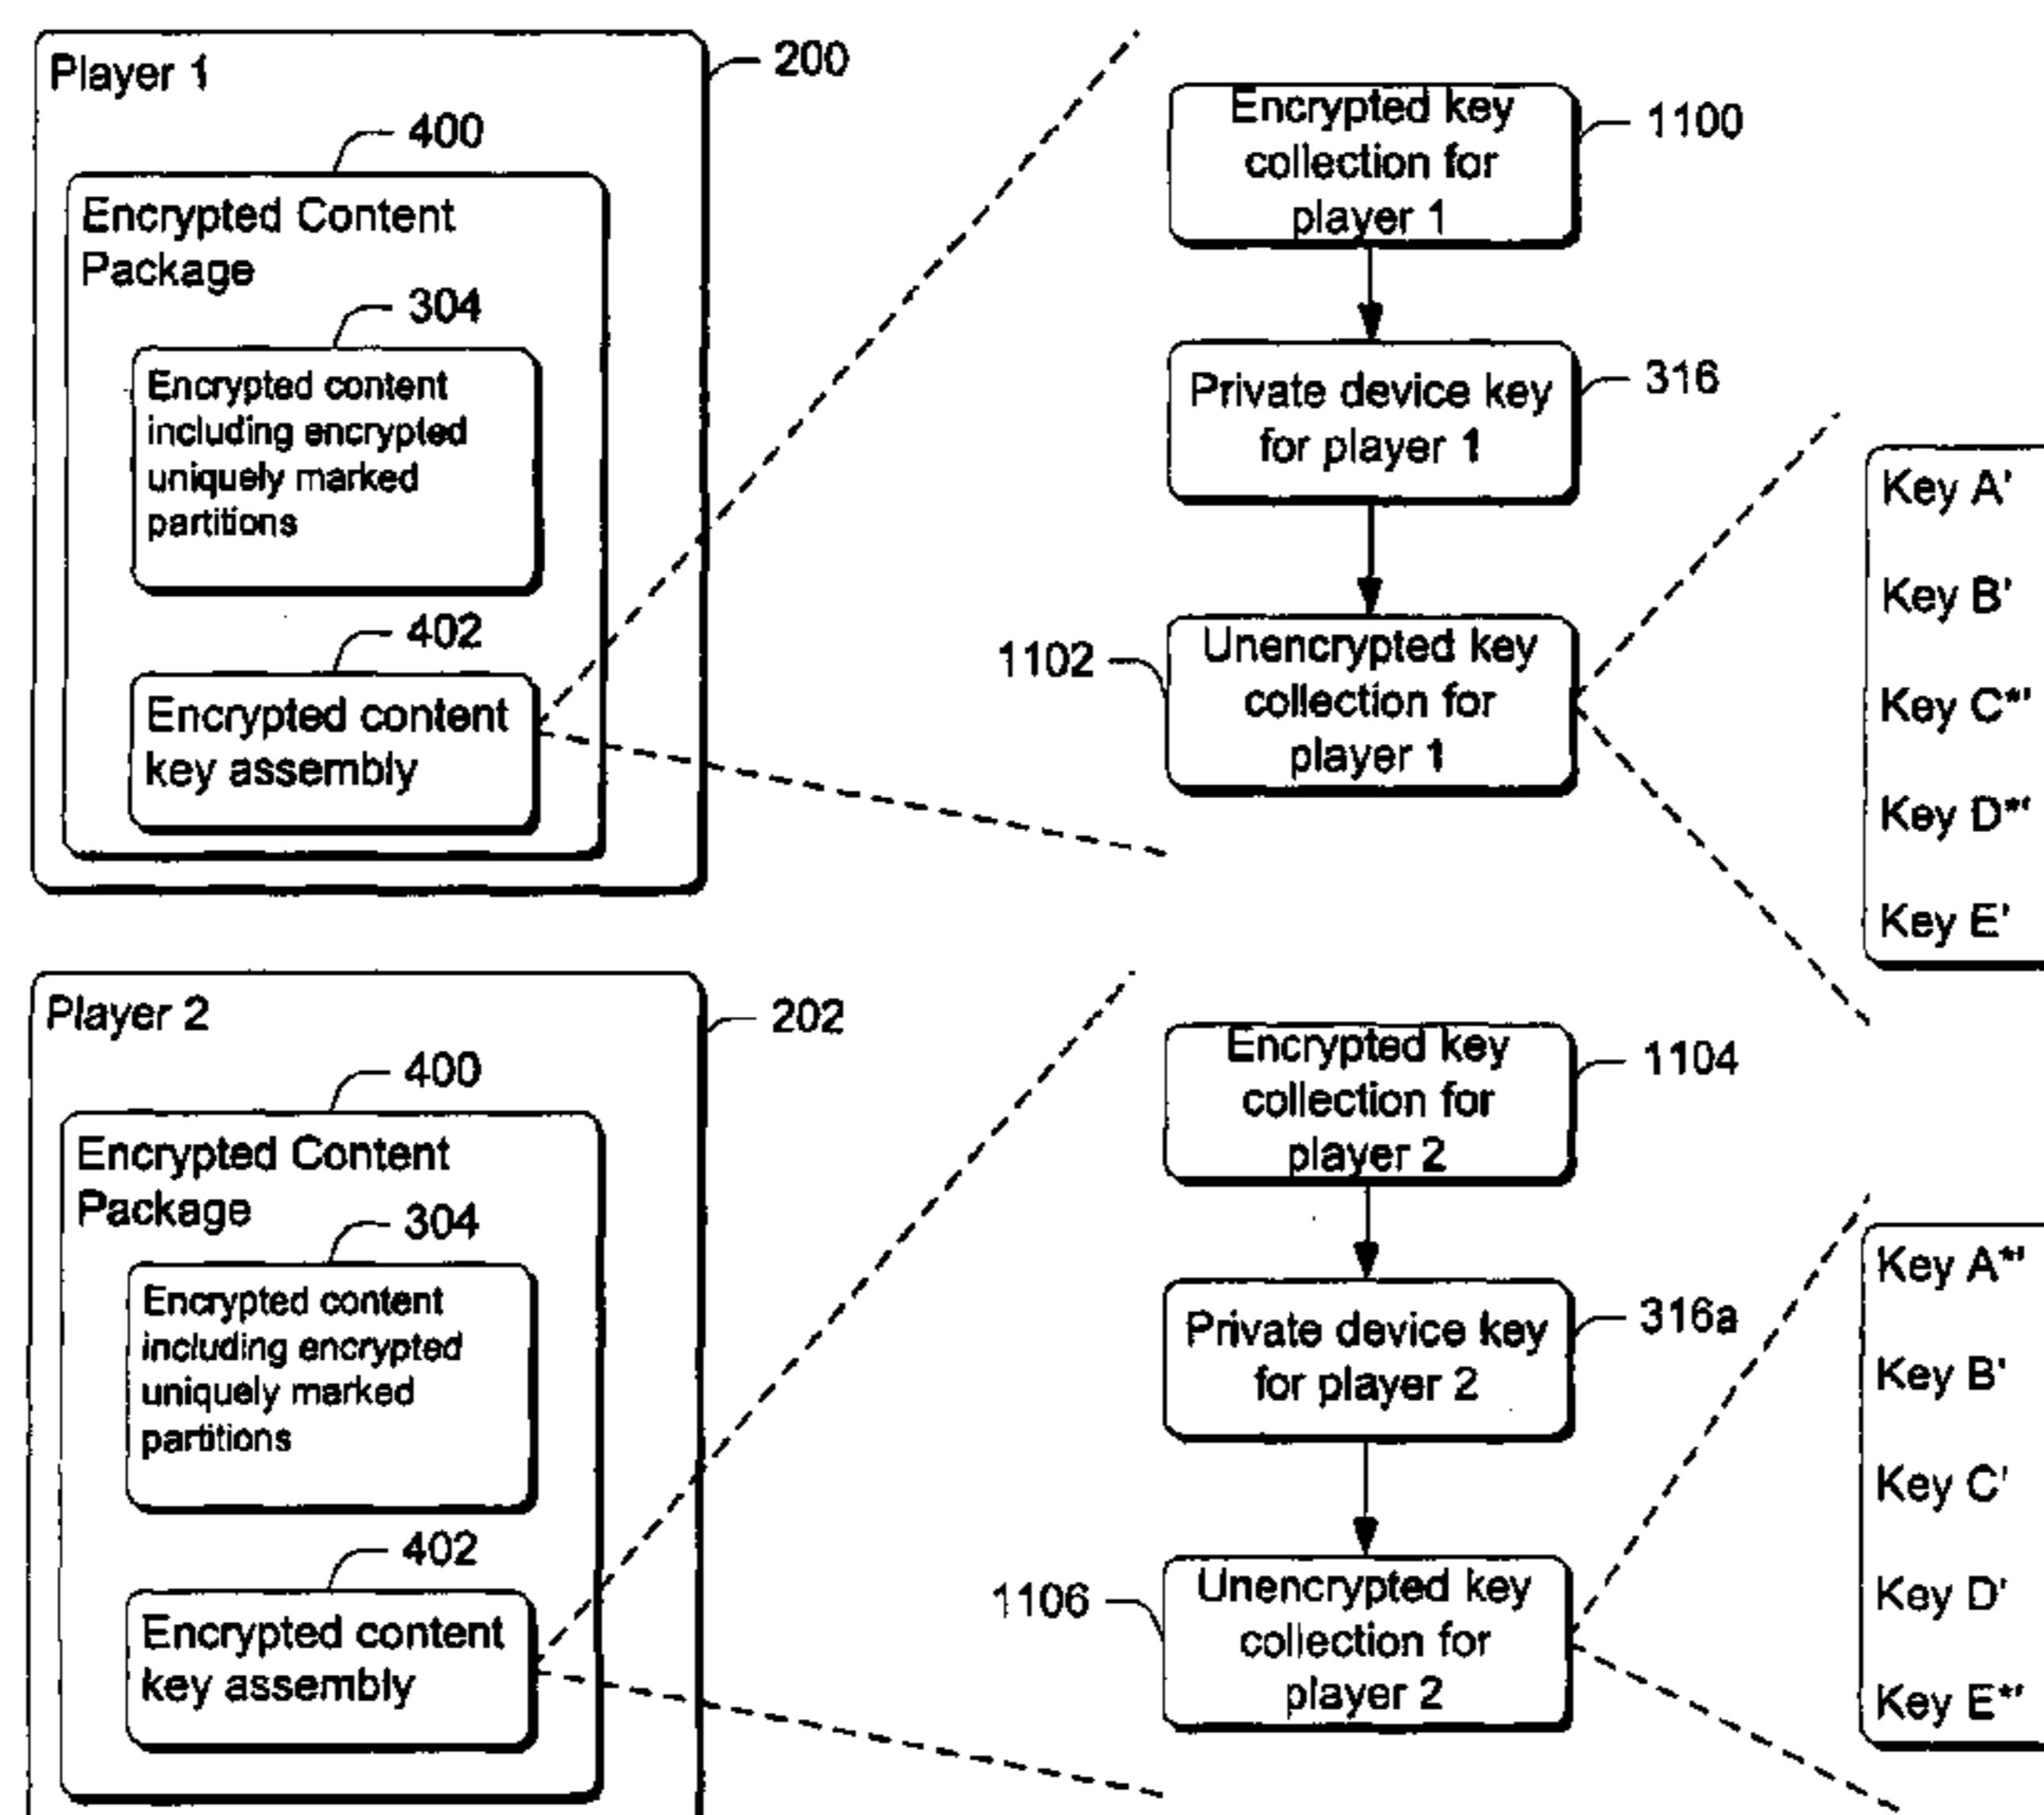 Player 1
200
400
Encrypted Content
Package
304
Encrypted content
including encrypted
uniquely marked
partitions
402
Encrypted content
key assembly
Encrypted key
collection for
player 1
1100
Private device key
for player 1
316
1102
Unencrypted key
collection for
player 1
Key A'
Key B'
Key C*'
Key D*'
Key E'
Player 2
202
400
Encrypted Content
Package
304
Encrypted content
including encrypted
uniquely marked
partitions
402
Encrypted content
key assembly
Encrypted key
collection for
player 2
1104
Private device key
for player 2
316a
1106
Unencrypted key
collection for
player 2
Key A*'
Key B'
Key C'
Key D'
Key E*'